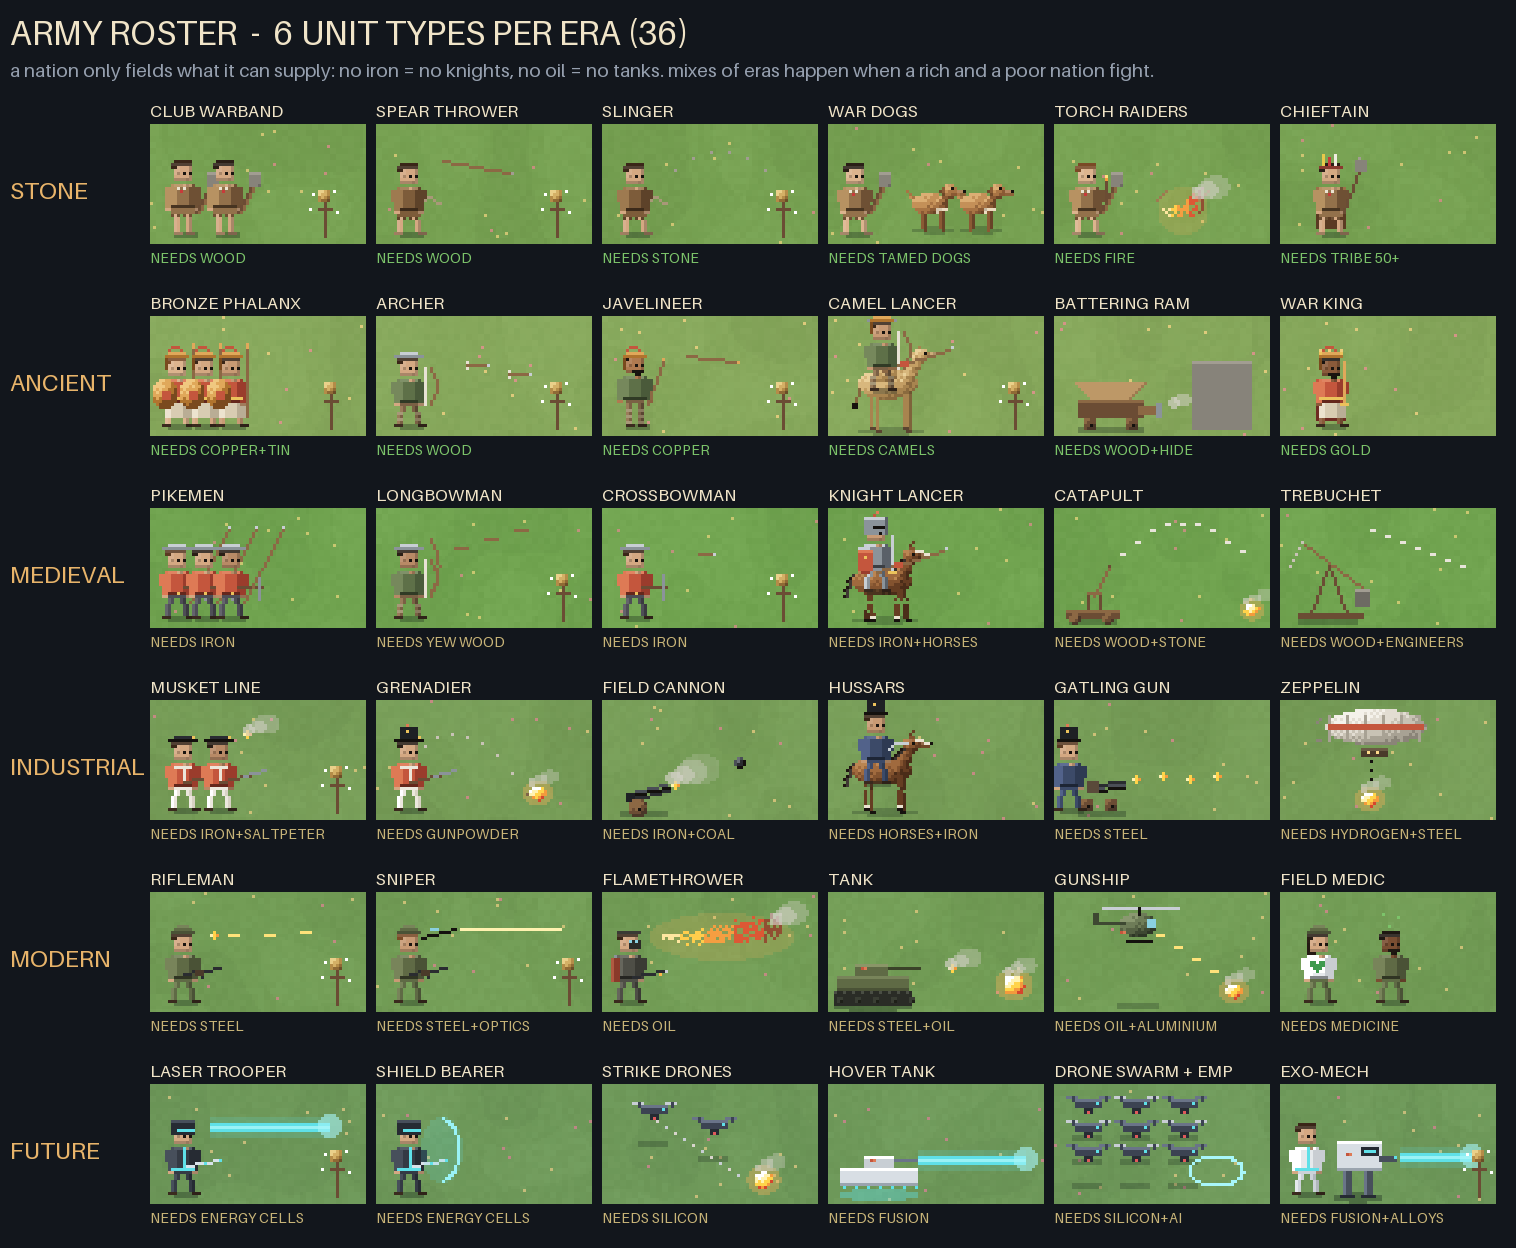 ARMY ROSTER - 6 UNIT TYPES PER ERA (36)
a nation only fields what it can supply: no iron = no knights, no oil = no tanks. mixes of eras happen when a rich and a poor nation fight.
CLUB WARBAND SPEAR THROWER SLINGER WAR DOGS TORCH RAIDERS CHIEFTAIN
STONE
NEEDS WOOD NEEDS WOOD NEEDS STONE NEEDS TAMED DOGS NEEDS FIRE NEEDS TRIBE 50+
BRONZE PHALANX ARCHER JAVELINEER CAMEL LANCER BATTERING RAM WAR KING
ANCIENT
NEEDS COPPER+TIN NEEDS WOOD NEEDS COPPER NEEDS CAMELS NEEDS WOOD+HIDE NEEDS GOLD
PIKEMEN LONGBOWMAN CROSSBOWMAN KNIGHT LANCER CATAPULT TREBUCHET
MEDIEVAL
NEEDS IRON NEEDS YEW WOOD NEEDS IRON NEEDS IRON+HORSES NEEDS WOOD+STONE NEEDS WOOD+ENGINEERS
MUSKET LINE GRENADIER FIELD CANNON HUSSARS GATLING GUN ZEPPELIN
INDUSTRIAL
NEEDS IRON+SALTPETER NEEDS GUNPOWDER NEEDS IRON+COAL NEEDS HORSES+IRON NEEDS STEEL NEEDS HYDROGEN+STEEL
RIFLEMAN SNIPER FLAMETHROWER TANK GUNSHIP FIELD MEDIC
MODERN
NEEDS STEEL NEEDS STEEL+OPTICS NEEDS OIL NEEDS STEEL+OIL NEEDS OIL+ALUMINIUM NEEDS MEDICINE
LASER TROOPER SHIELD BEARER STRIKE DRONES HOVER TANK DRONE SWARM + EMP EXO-MECH
FUTURE
NEEDS ENERGY CELLS NEEDS ENERGY CELLS NEEDS SILICON NEEDS FUSION NEEDS SILICON+AI NEEDS FUSION+ALLOYS